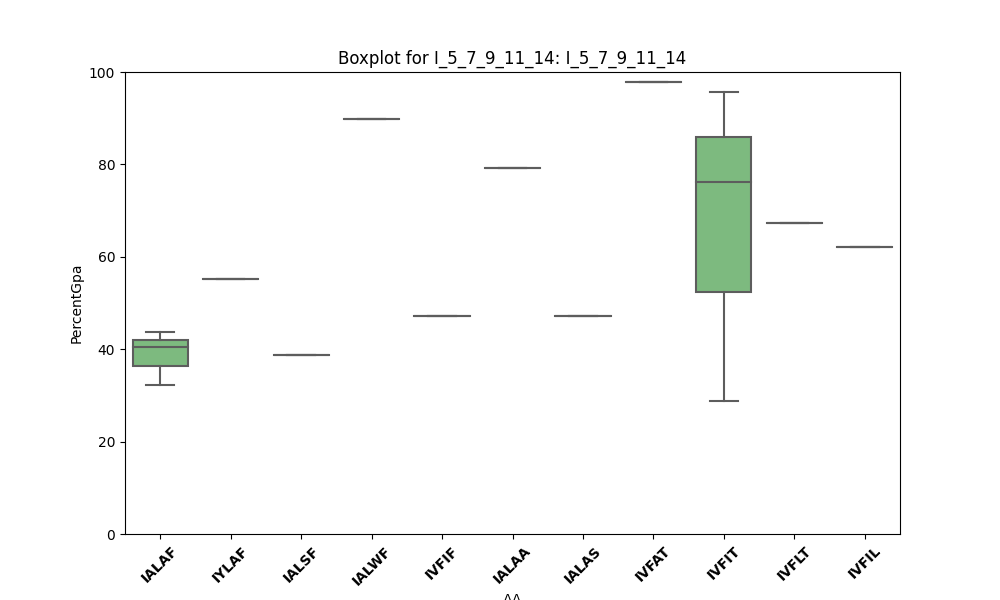 Boxplot for I_5_7_9_11_14: I_5_7_9_11_14
PercentGpa
100
80
60
40
20
0
IALAF
IYLAF
IALSF
IALWF
IVFIF
IALAA
IALAS
IVFAT
IVFIT
IVFLT
IVFIL
AA